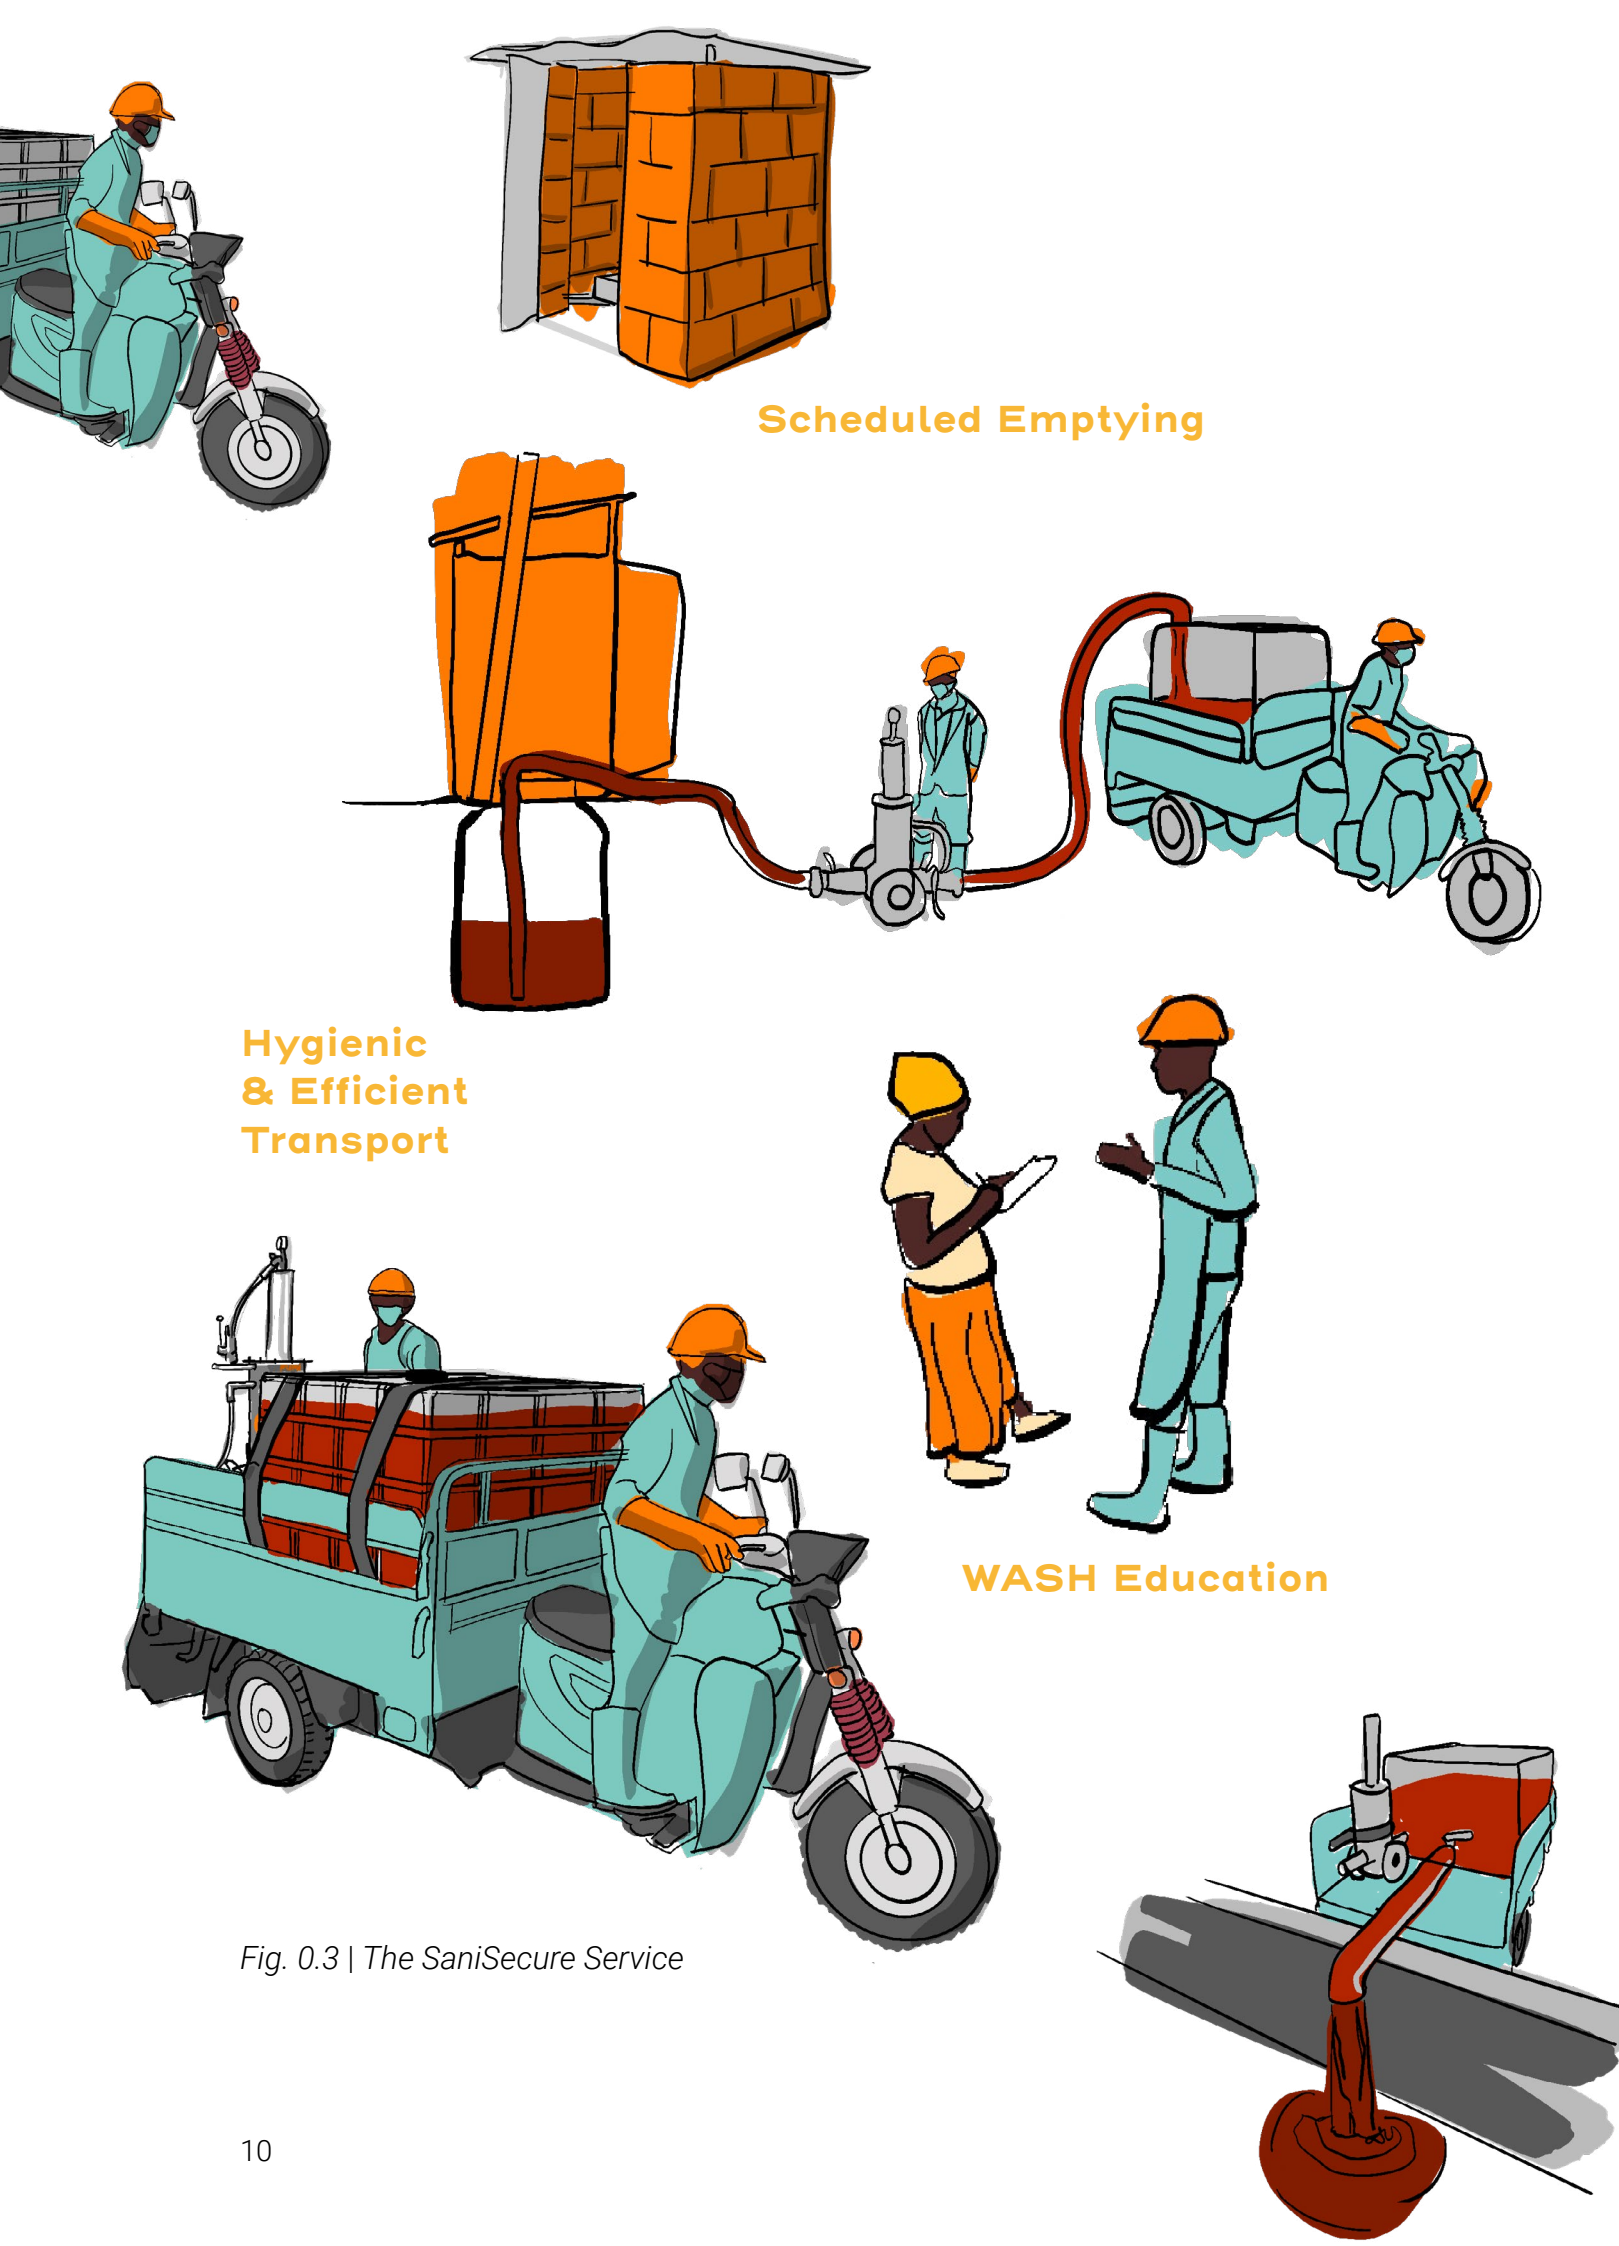 Scheduled Emptying
Hygienic
& Efficient
Transport
WASH Education
Fig. 0.3 | The SaniSecure Service
10